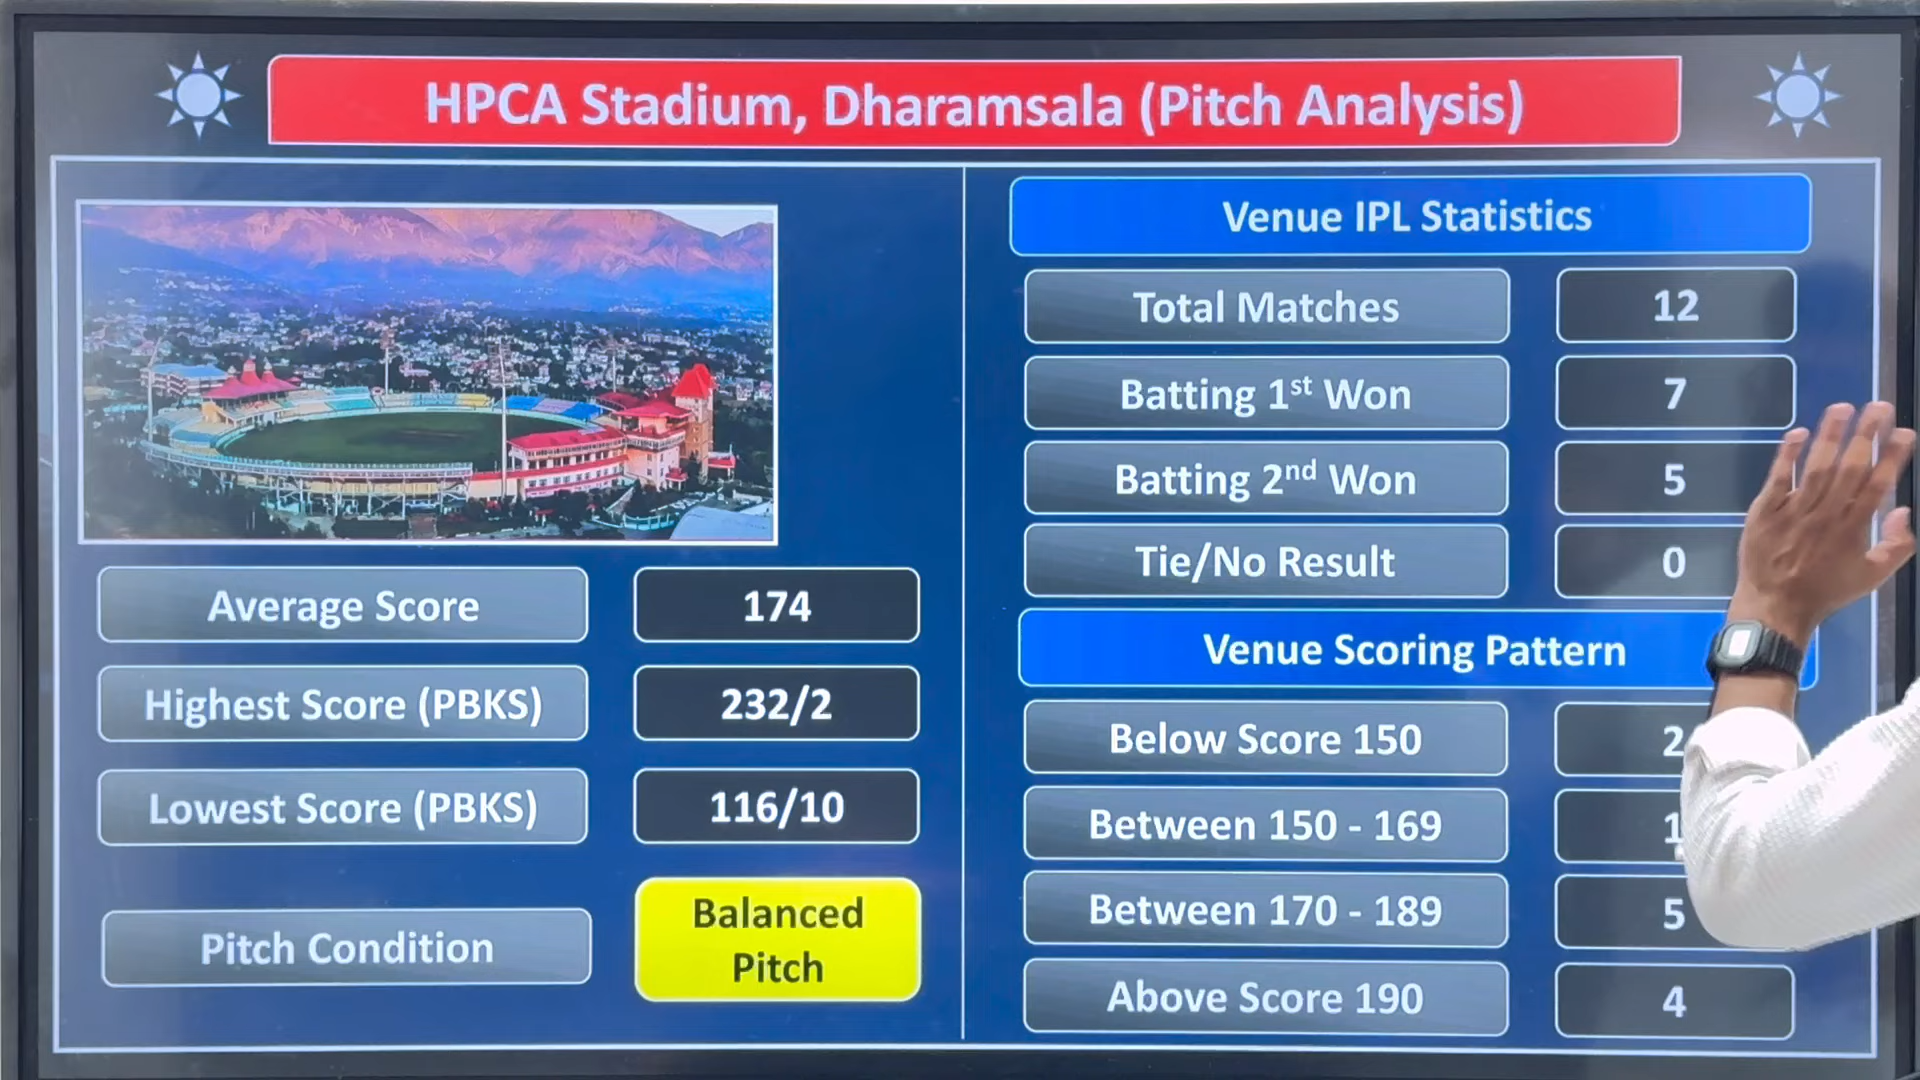 HPCA Stadium, Dharamsala (Pitch Analysis)
Average Score 174
Highest Score (PBKS) 232/2
Lowest Score (PBKS) 116/10
Pitch Condition Balanced
Pitch
Venue IPL Statistics
Total Matches 12
Batting 1st Won 7
Batting 2nd Won 5
Tie/No Result 0
Venue Scoring Pattern
Below Score 150 2
Between 150 - 169 1
Between 170 - 189 5
Above Score 190 4